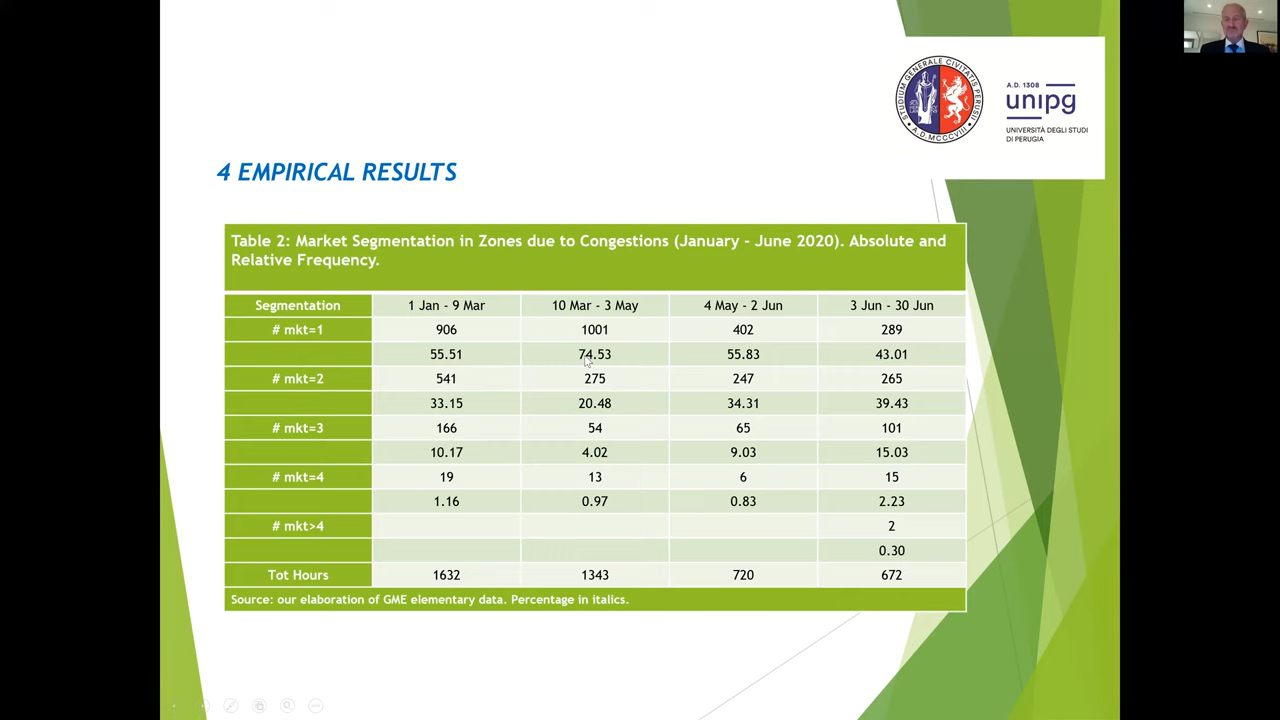 STUDIUM GENERALE CIVITATIS PERUSII
A.D. MCCCVIII
A.D. 1308
unipg
UNIVERSITÀ DEGLI STUDI
DI PERUGIA
4 EMPIRICAL RESULTS
Table 2: Market Segmentation in Zones due to Congestions (January - June 2020). Absolute and
Relative Frequency.
Segmentation 1 Jan - 9 Mar 10 Mar - 3 May 4 May - 2 Jun 3 Jun - 30 Jun
# mkt=1 906 1001 402 289
55.51 74.53 55.83 43.01
# mkt=2 541 275 247 265
33.15 20.48 34.31 39.43
# mkt=3 166 54 65 101
10.17 4.02 9.03 15.03
# mkt=4 19 13 6 15
1.16 0.97 0.83 2.23
# mkt>4 2
0.30
Tot Hours 1632 1343 720 672
Source: our elaboration of GME elementary data. Percentage in italics.